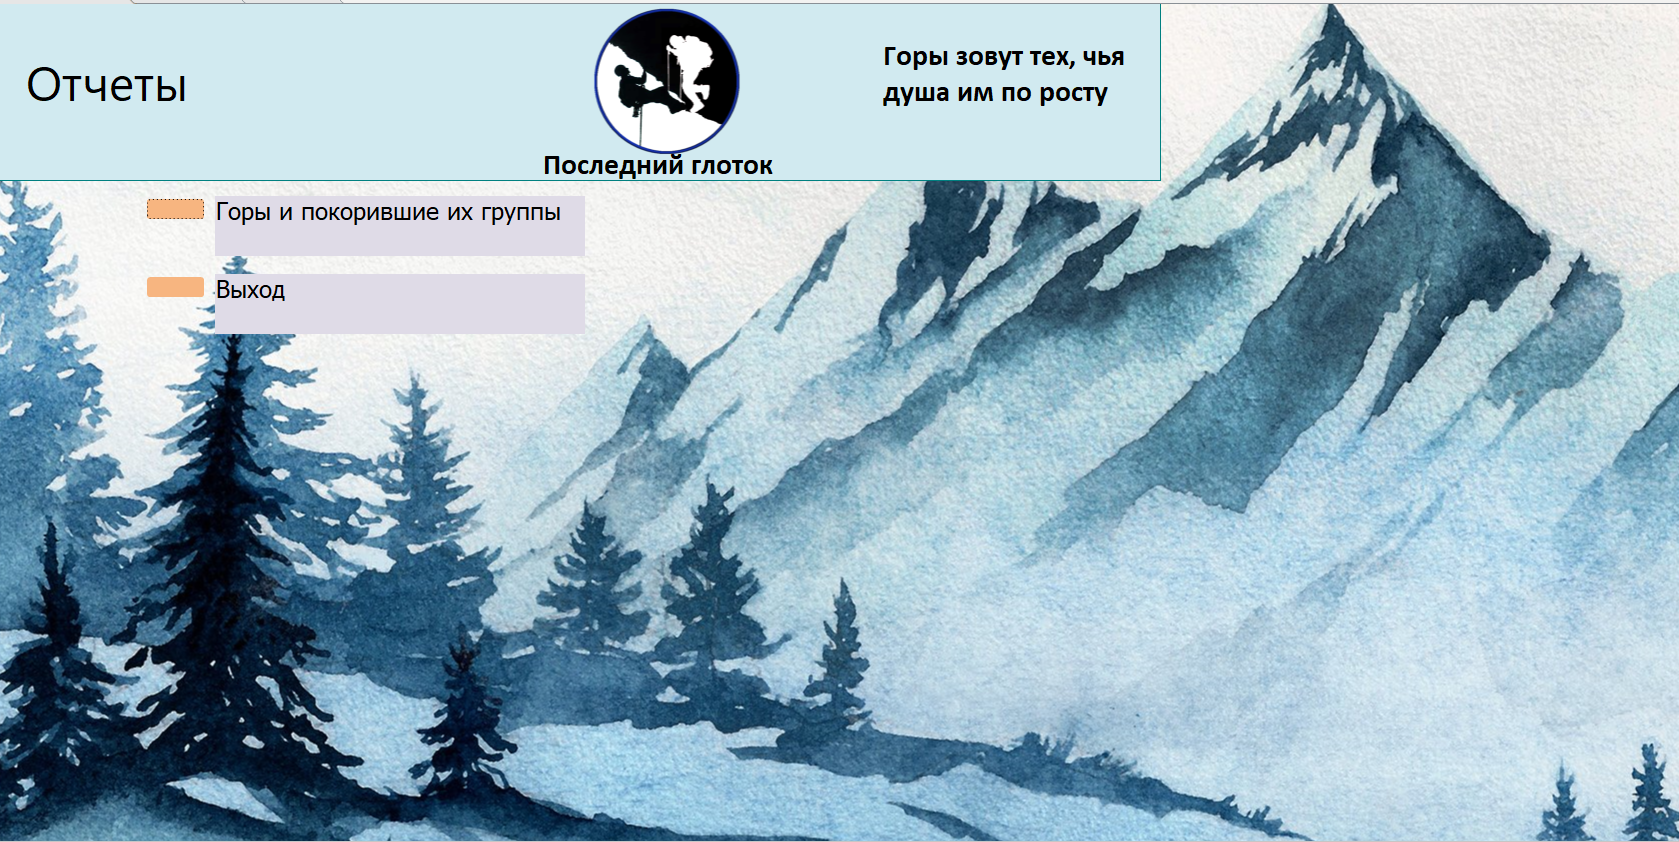 Отчеты
Горы зовут тех, чья
душа им по росту
Последний глоток
Горы и покорившие их группы
Выход